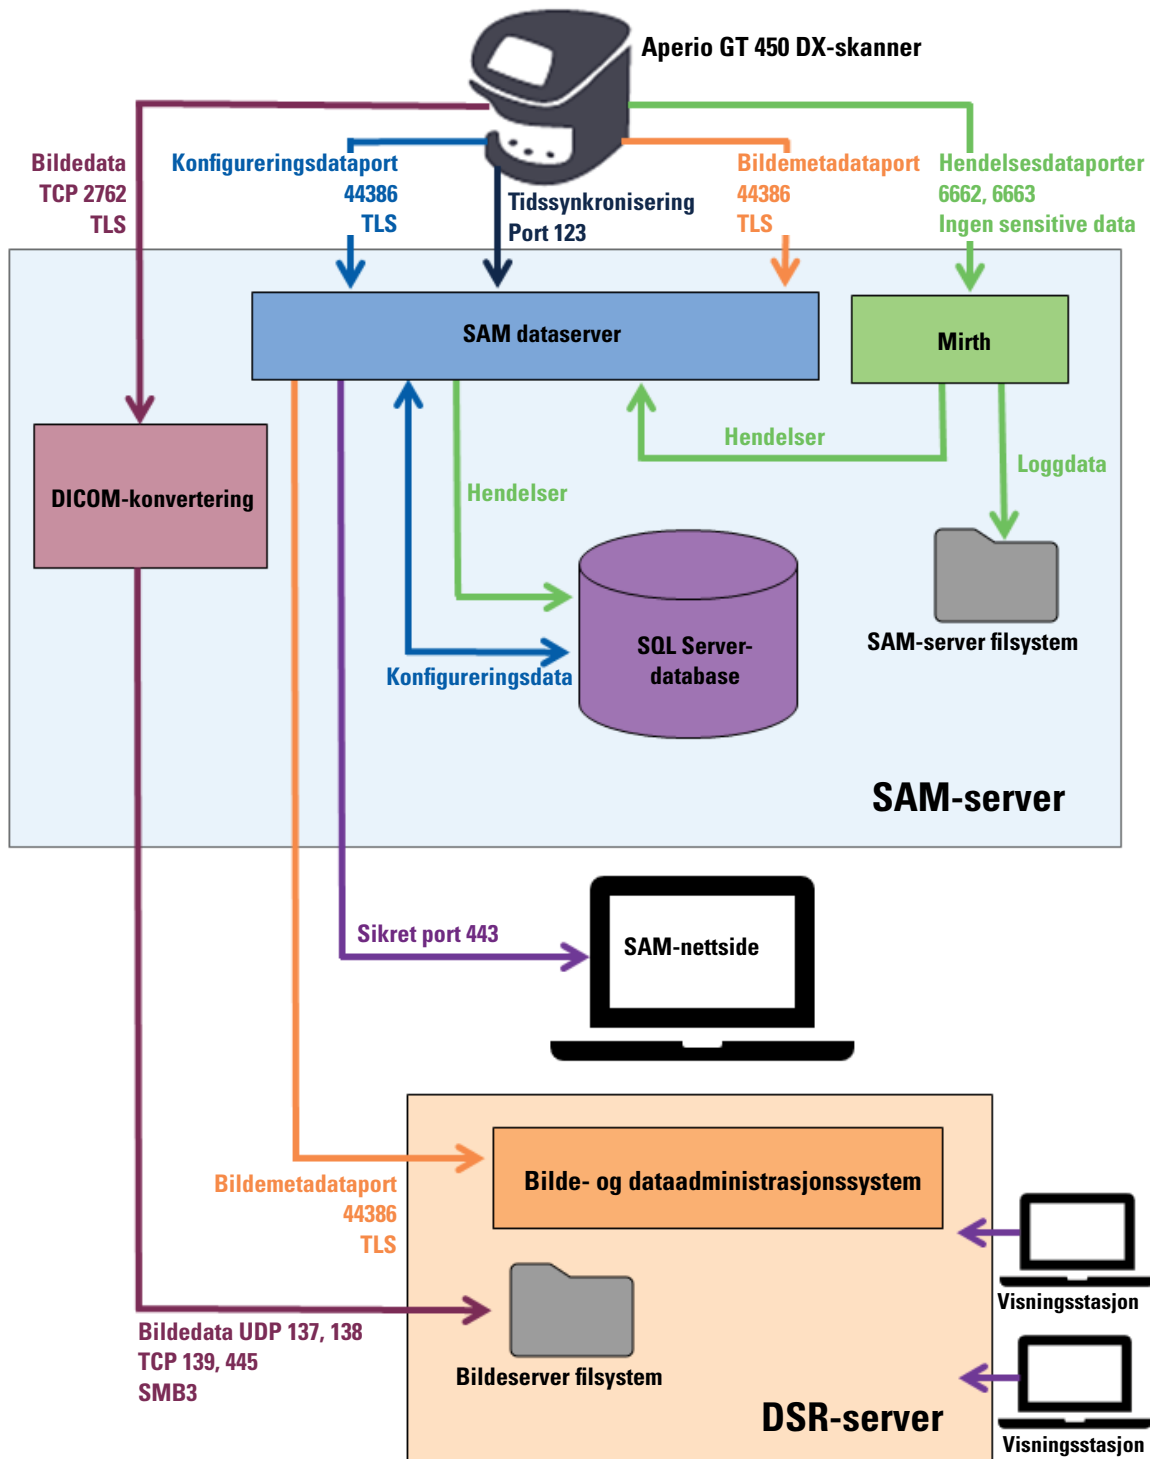 Aperio GT 450 DX-skanner
Bildedata
TCP 2762
TLS
Konfigureringsdataport
44386
TLS
Tidssynkronisering
Port 123
Bildemetadataport
44386
TLS
Hendelsesdataporter
6662, 6663
Ingen sensitive data
SAM dataserver
Mirth
Hendelser
Loggdata
DICOM-konvertering
Hendelser
SAM-server filsystem
SQL Server-
database
Konfigureringsdata
SAM-server
Sikret port 443
SAM-nettside
Bildemetadataport
44386
TLS
Bilde- og dataadministrasjonssystem
Visningsstasjon
Bildedata UDP 137, 138
TCP 139, 445
SMB3
Bildeserver filsystem
DSR-server
Visningsstasjon